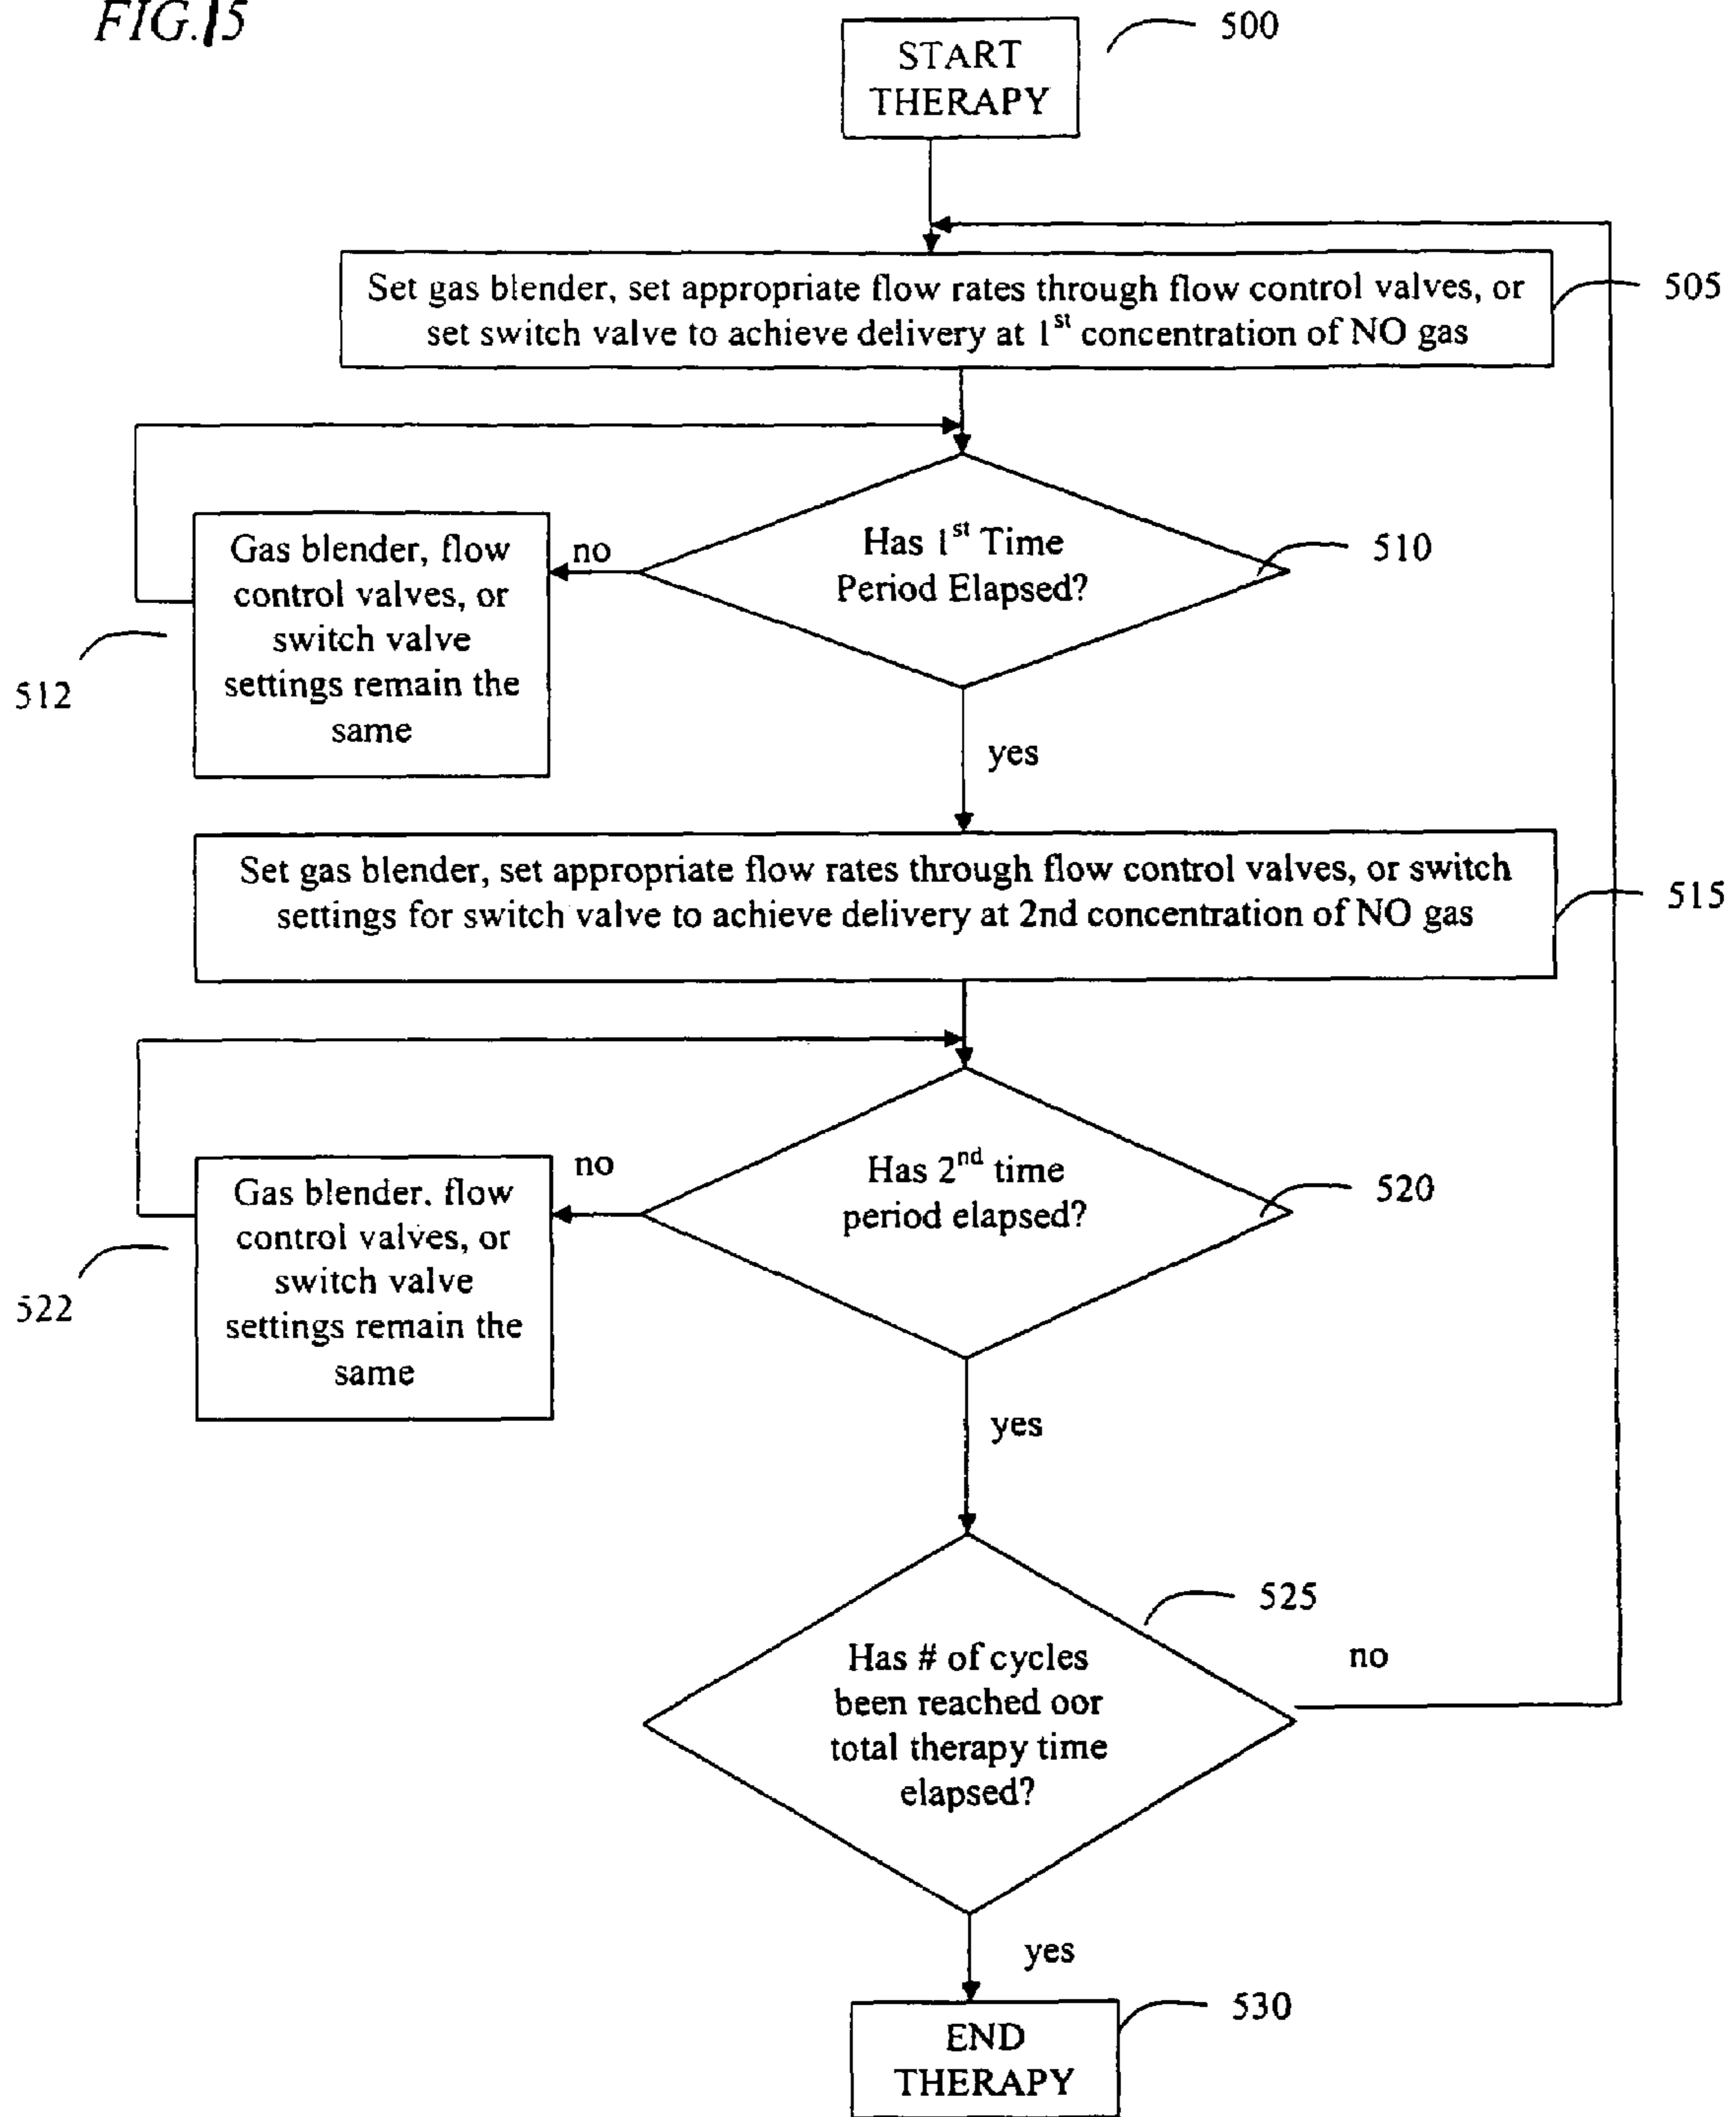 FIG. 15
500
START
THERAPY
Set gas blender, set appropriate flow rates through flow control valves, or
set switch valve to achieve delivery at 1st concentration of NO gas
505
Has 1st Time
Period Elapsed?
510
no
Gas blender, flow
control valves, or
switch valve
settings remain the
same
512
yes
Set gas blender, set appropriate flow rates through flow control valves, or switch
settings for switch valve to achieve delivery at 2nd concentration of NO gas
515
Has 2nd time
period elapsed?
520
no
Gas blender, flow
control valves, or
switch valve
settings remain the
same
522
yes
525
Has # of cycles
been reached oor
total therapy time
elapsed?
no
yes
530
END
THERAPY